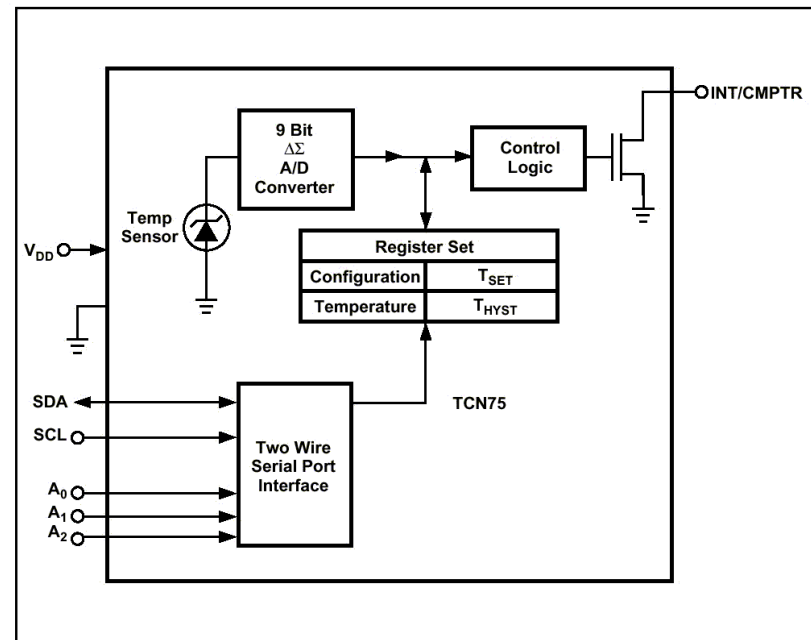 INT/CMPTR
9 Bit
ΔΣ
A/D
Converter
Control
Logic
Temp
Sensor
V_DD
Register Set
Configuration T_SET
Temperature T_HYST
SDA
SCL
A_0
A_1
A_2
Two Wire
Serial Port
Interface
TCN75